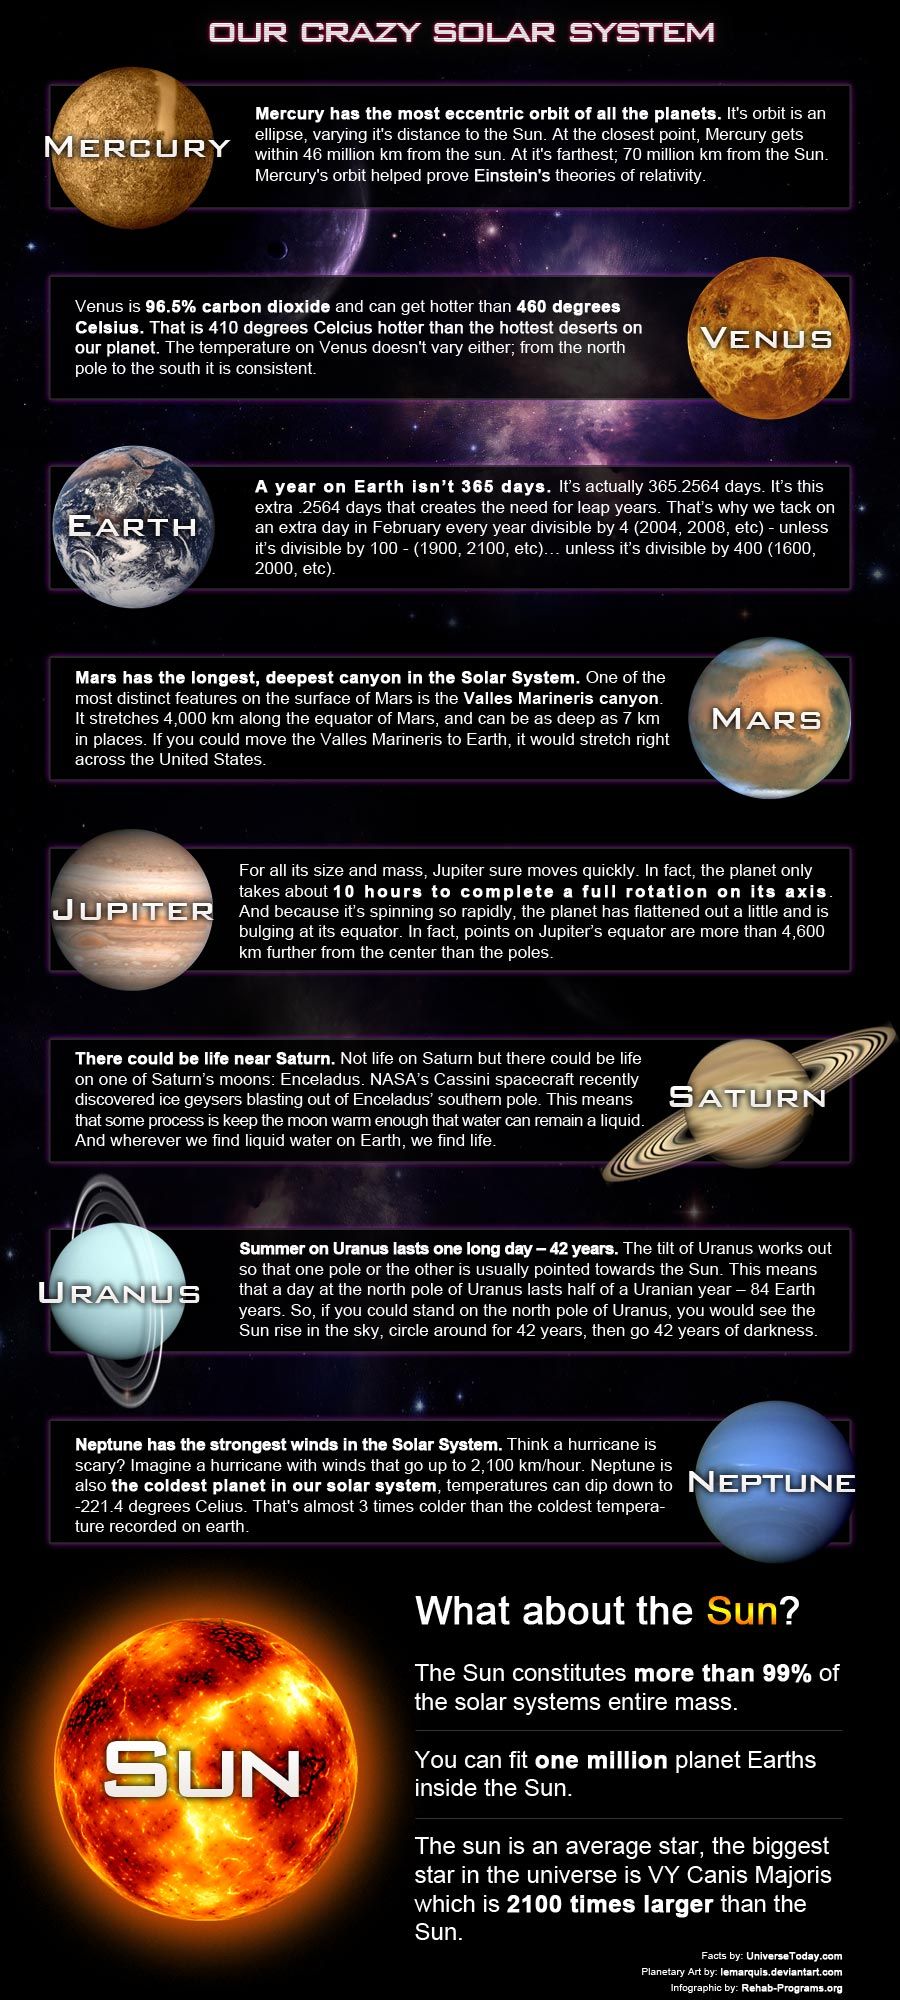 OUR CRAZY SOLAR SYSTEM
MERCURY
Mercury has the most eccentric orbit of all the planets. It's orbit is an
ellipse, varying it's distance to the Sun. At the closest point, Mercury gets
within 46 million km from the sun. At it's farthest; 70 million km from the Sun.
Mercury's orbit helped prove Einstein's theories of relativity.
Venus is 96.5% carbon dioxide and can get hotter than 460 degrees
Celsius. That is 410 degrees Celcius hotter than the hottest deserts on
our planet. The temperature on Venus doesn't vary either; from the north
pole to the south it is consistent.
VENUS
EARTH
A year on Earth isn't 365 days. It's actually 365.2564 days. It's this
extra .2564 days that creates the need for leap years. That's why we tack on
an extra day in February every year divisible by 4 (2004, 2008, etc) - unless
it's divisible by 100 - (1900, 2100, etc)… unless it's divisible by 400 (1600,
2000, etc).
Mars has the longest, deepest canyon in the Solar System. One of the
most distinct features on the surface of Mars is the Valles Marineris canyon.
It stretches 4,000 km along the equator of Mars, and can be as deep as 7 km
in places. If you could move the Valles Marineris to Earth, it would stretch right
across the United States.
MARS
JUPITER
For all its size and mass, Jupiter sure moves quickly. In fact, the planet only
takes about 10 hours to complete a full rotation on its axis.
And because it's spinning so rapidly, the planet has flattened out a little and is
bulging at its equator. In fact, points on Jupiter's equator are more than 4,600
km further from the center than the poles.
There could be life near Saturn. Not life on Saturn but there could be life
on one of Saturn's moons: Enceladus. NASA's Cassini spacecraft recently
discovered ice geysers blasting out of Enceladus' southern pole. This means
that some process is keep the moon warm enough that water can remain a liquid.
And wherever we find liquid water on Earth, we find life.
SATURN
URANUS
Summer on Uranus lasts one long day – 42 years. The tilt of Uranus works out
so that one pole or the other is usually pointed towards the Sun. This means
that a day at the north pole of Uranus lasts half of a Uranian year – 84 Earth
years. So, if you could stand on the north pole of Uranus, you would see the
Sun rise in the sky, circle around for 42 years, then go 42 years of darkness.
Neptune has the strongest winds in the Solar System. Think a hurricane is
scary? Imagine a hurricane with winds that go up to 2,100 km/hour. Neptune is
also the coldest planet in our solar system, temperatures can dip down to
-221.4 degrees Celius. That's almost 3 times colder than the coldest tempera-
ture recorded on earth.
NEPTUNE
SUN
What about the Sun?
The Sun constitutes more than 99% of
the solar systems entire mass.
You can fit one million planet Earths
inside the Sun.
The sun is an average star, the biggest
star in the universe is VY Canis Majoris
which is 2100 times larger than the
Sun.
Facts by: UniverseToday.com
Planetary Art by: lemarquis.deviantart.com
Infographic by: Rehab-Programs.org